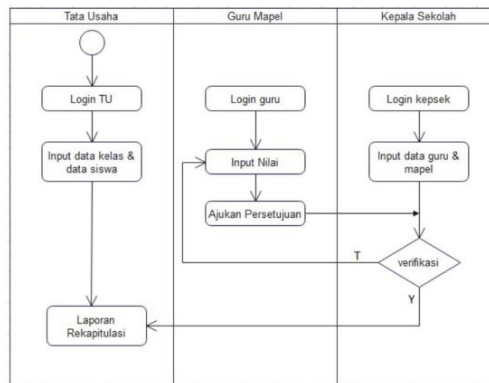 Tata Usaha
Guru Mapel
Kepala Sekolah
Login TU
Login guru
Login kepsek
Input data kelas &
data siswa
Input Nilai
Input data guru &
mapel
Ajukan Persetujuan
T
verifikasi
Y
Laporan
Rekapitulasi